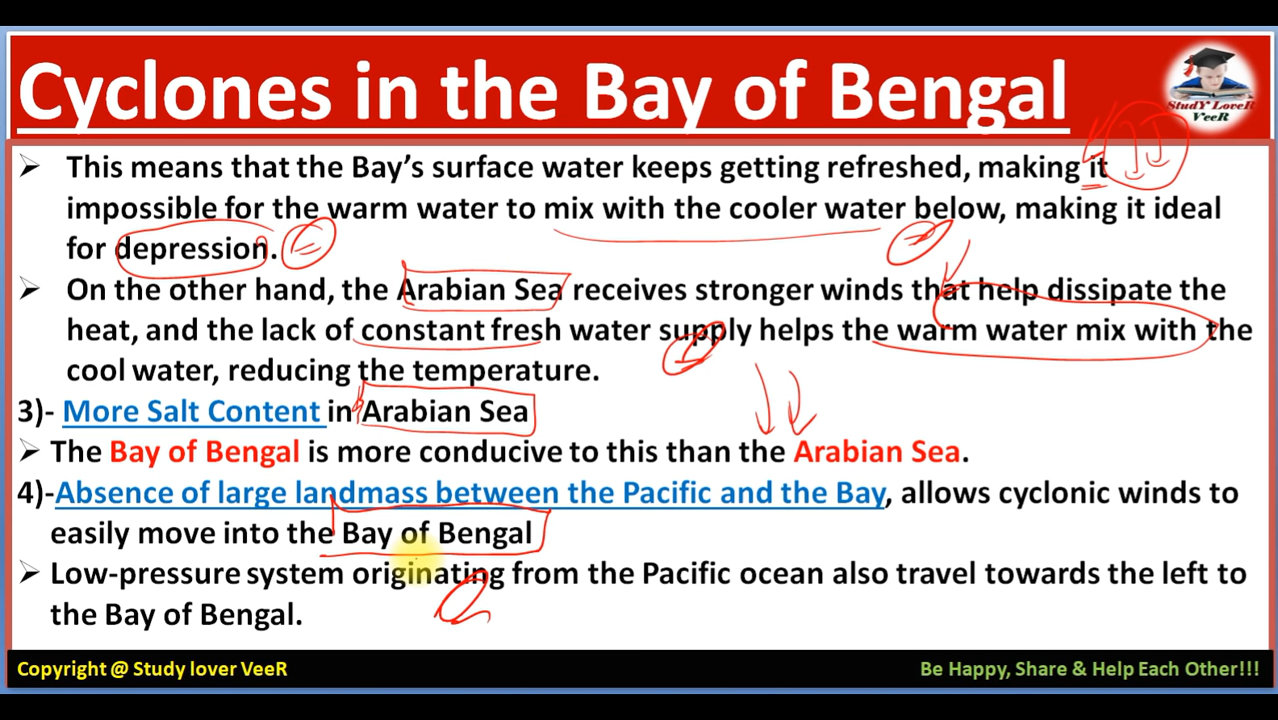 Cyclones in the Bay of Bengal
StudY LoveR
VeeR
➢ This means that the Bay's surface water keeps getting refreshed, making it
impossible for the warm water to mix with the cooler water below, making it ideal
for depression.
➢ On the other hand, the Arabian Sea receives stronger winds that help dissipate the
heat, and the lack of constant fresh water supply helps the warm water mix with the
cool water, reducing the temperature.
3)- More Salt Content in Arabian Sea
➢ The Bay of Bengal is more conducive to this than the Arabian Sea.
4)-Absence of large landmass between the Pacific and the Bay, allows cyclonic winds to
easily move into the Bay of Bengal
➢ Low-pressure system originating from the Pacific ocean also travel towards the left to
the Bay of Bengal.
Copyright @ Study lover VeeR
Be Happy, Share & Help Each Other!!!